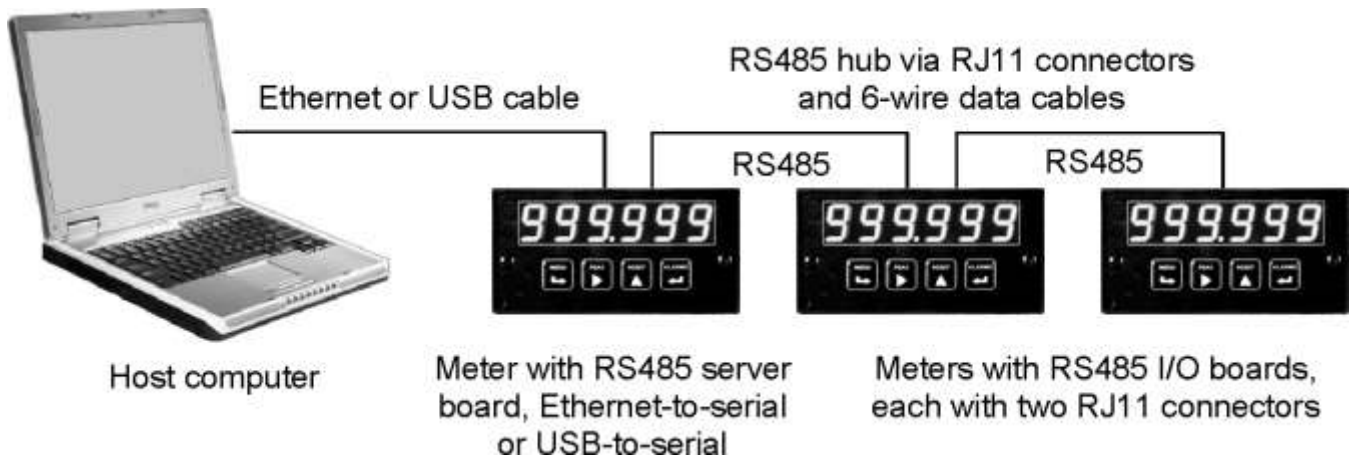 RS485 hub via RJ11 connectors
and 6-wire data cables
Ethernet or USB cable
RS485
RS485
999.999
999.999
999.999
Host computer
Meter with RS485 server
board, Ethernet-to-serial
or USB-to-serial
Meters with RS485 I/O boards,
each with two RJ11 connectors